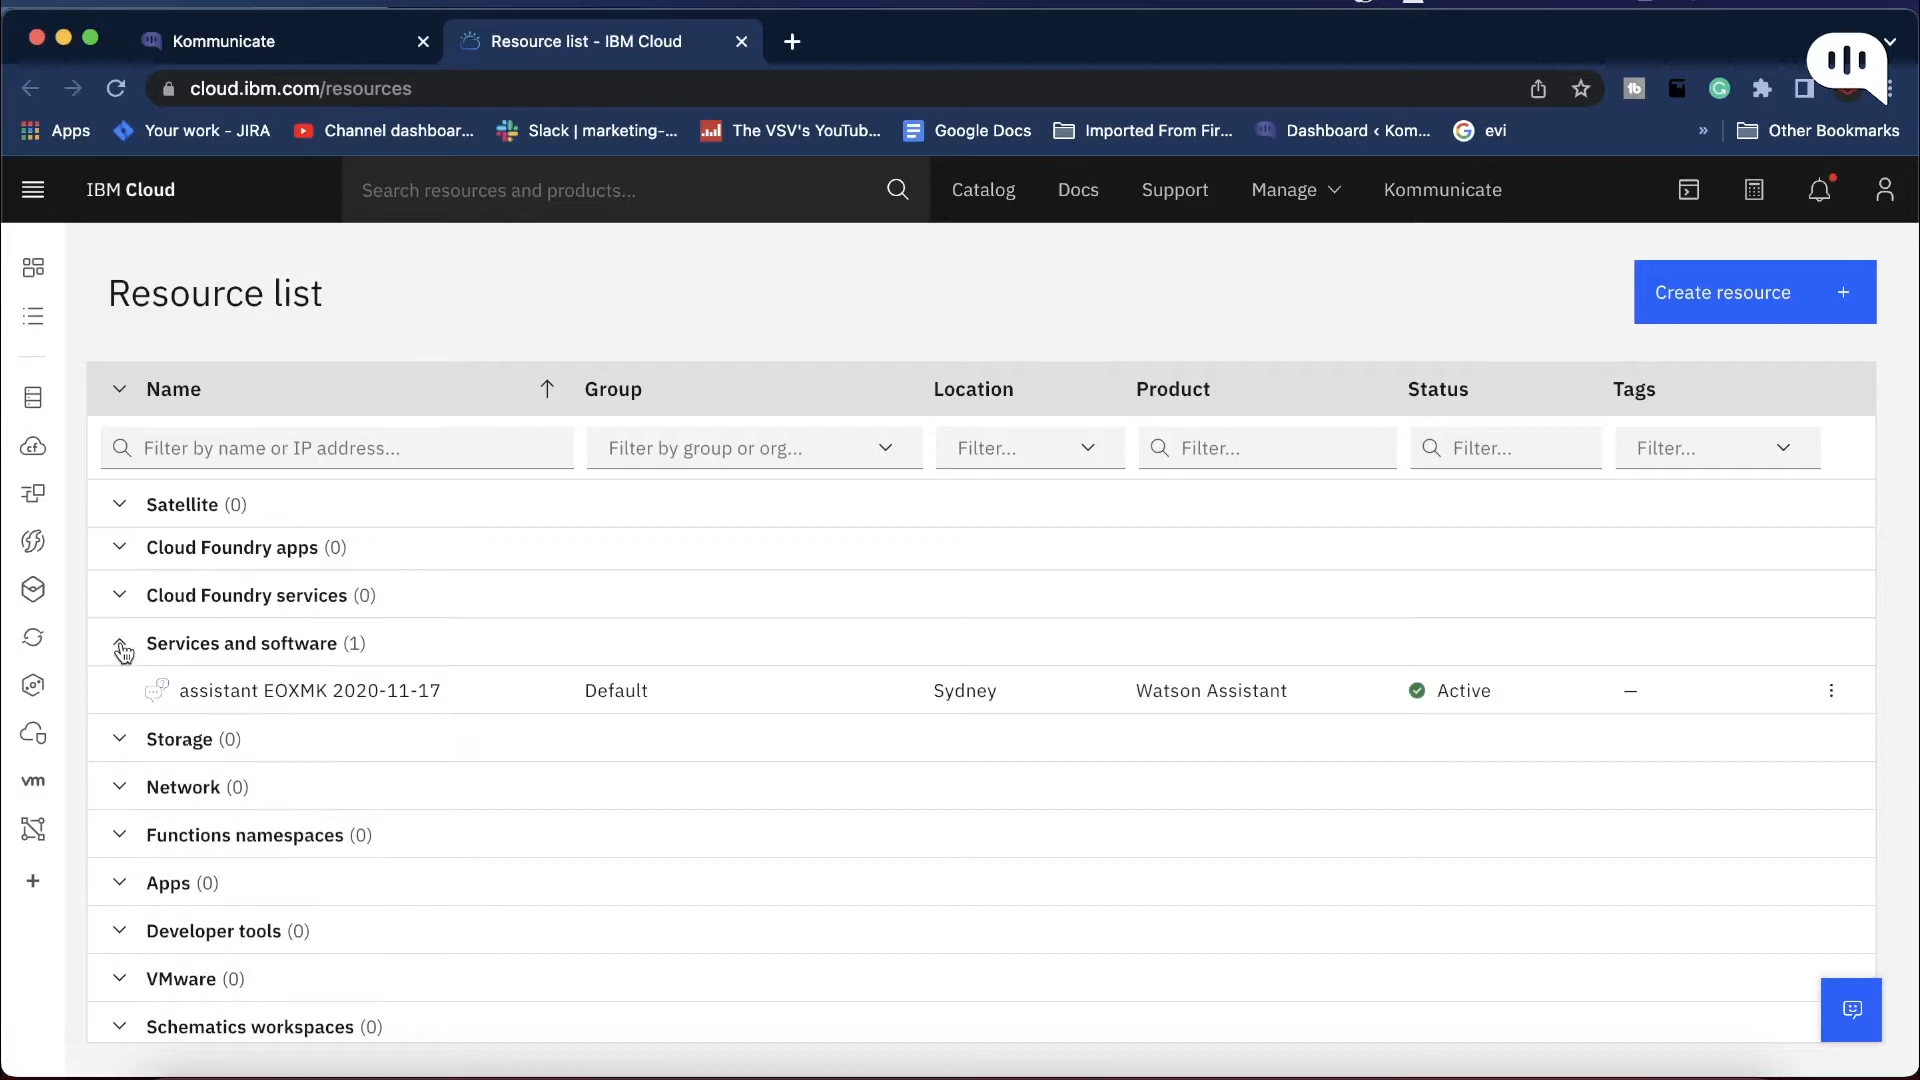 Kommunicate
Resource list - IBM Cloud
cloud.ibm.com/resources
Apps
Your work - JIRA
Channel dashboar...
Slack | marketing-...
The VSV's YouTub...
Google Docs
Imported From Fir...
Dashboard ‹ Kom...
evi
»
Other Bookmarks
IBM Cloud
Search resources and products...
Catalog
Docs
Support
Manage
Kommunicate
Resource list
Create resource +
Name
Group
Location
Product
Status
Tags
Filter by name or IP address...
Filter by group or org...
Filter...
Filter...
Filter...
Filter...
Satellite (0)
Cloud Foundry apps (0)
Cloud Foundry services (0)
Services and software (1)
assistant EOXMK 2020-11-17 Default Sydney Watson Assistant Active —
Storage (0)
Network (0)
Functions namespaces (0)
Apps (0)
Developer tools (0)
vm
VMware (0)
Schematics workspaces (0)